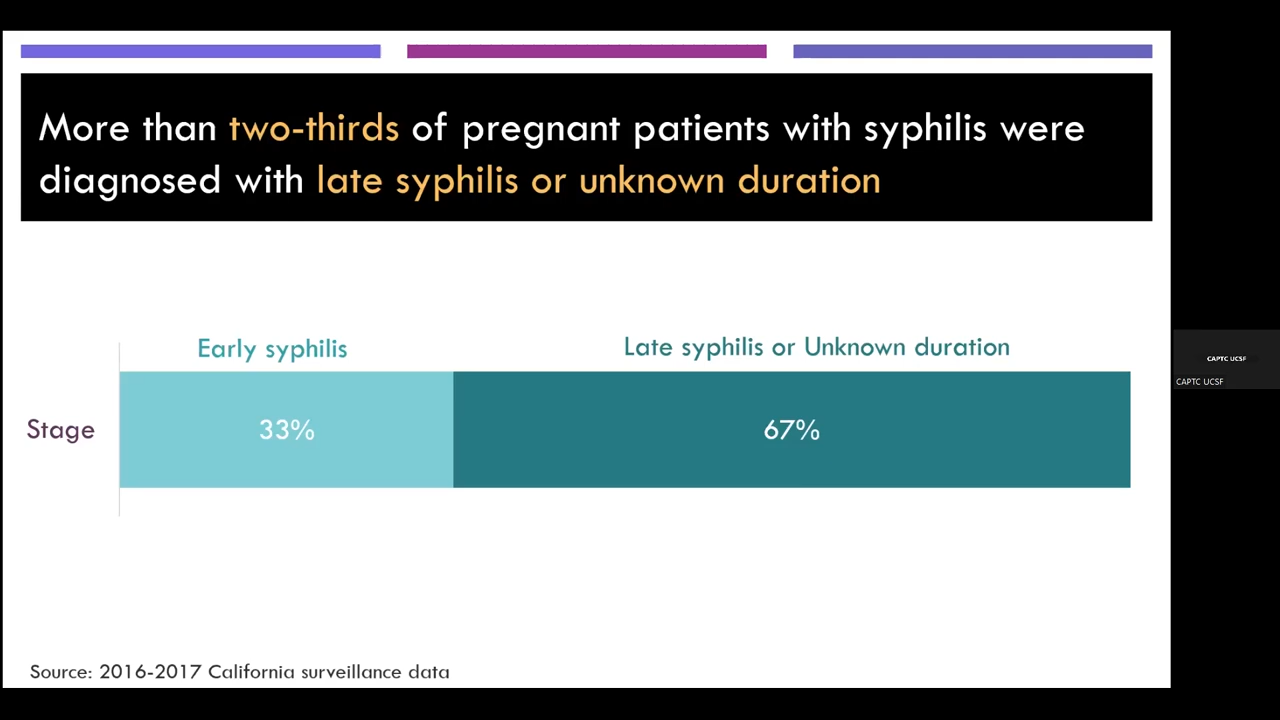 More than two-thirds of pregnant patients with syphilis were
diagnosed with late syphilis or unknown duration
Early syphilis
Late syphilis or Unknown duration
Stage
33%
67%
CAPTC UCSF
CAPTC UCSF
Source: 2016-2017 California surveillance data